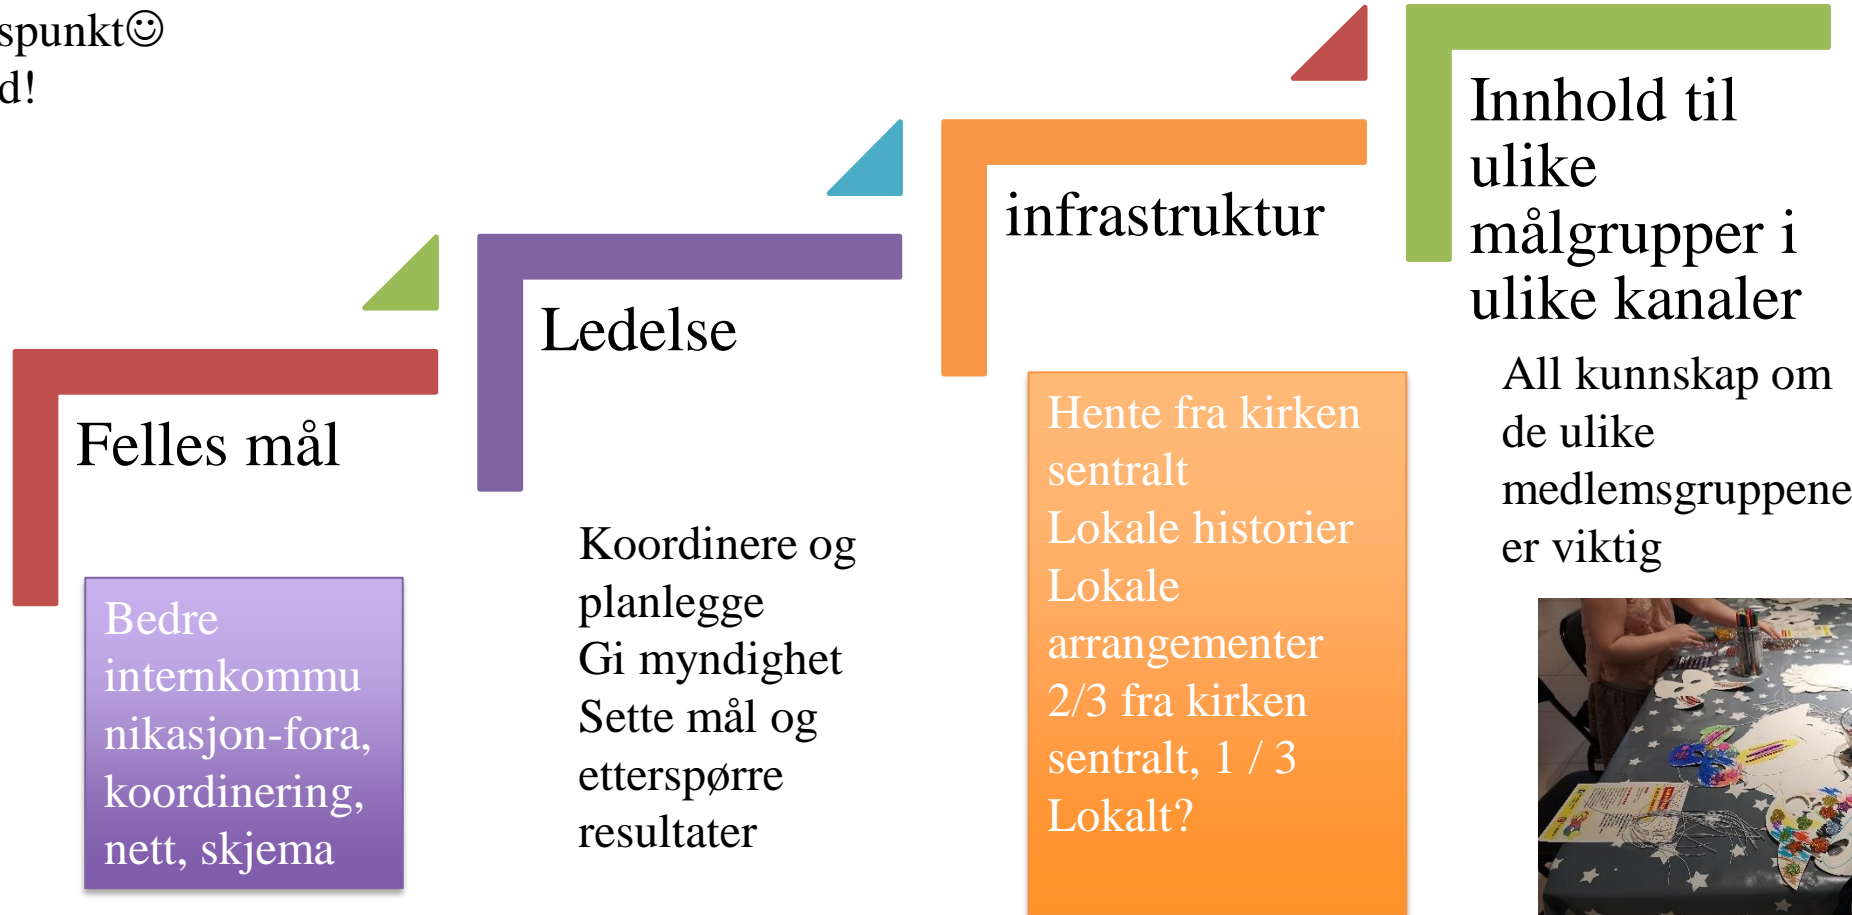 spunkt☺
d!
Felles mål
Bedre
internkommu
nikasjon-fora,
koordinering,
nett, skjema
Ledelse
Koordinere og
planlegge
Gi myndighet
Sette mål og
etterspørre
resultater
infrastruktur
Hente fra kirken
sentralt
Lokale historier
Lokale
arrangementer
2/3 fra kirken
sentralt, 1 / 3
Lokalt?
Innhold til
ulike
målgrupper i
ulike kanaler
All kunnskap om
de ulike
medlemsgruppene
er viktig